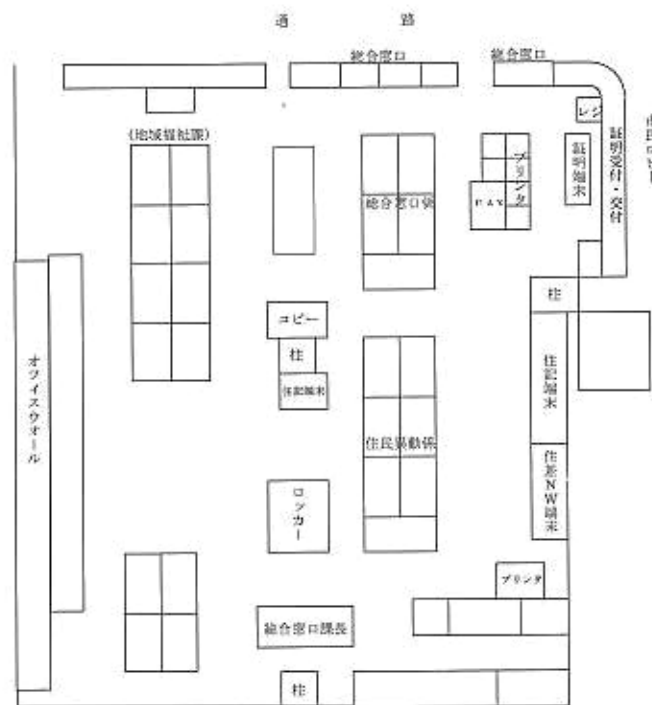 通路
総合窓口
総合窓口
レジ
(地域福祉課)
証明端末
証明受付・交付
プリンタ
FAX
総合窓口係
柱
コピー
柱
住記端末
住記端末
オフイスウオール
住民異動係
住基NW端末
ロッカー
プリンタ
総合窓口課長
柱